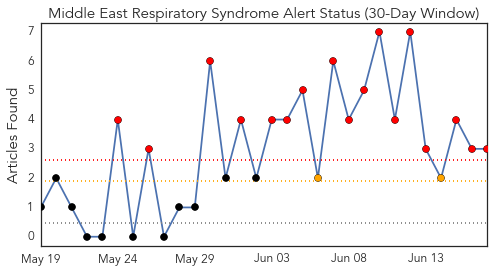 Middle East Respiratory Syndrome Alert Status (30-Day Window)
Articles Found
7
6
5
4
3
2
1
0
May 19 May 24 May 29 Jun 03 Jun 08 Jun 13